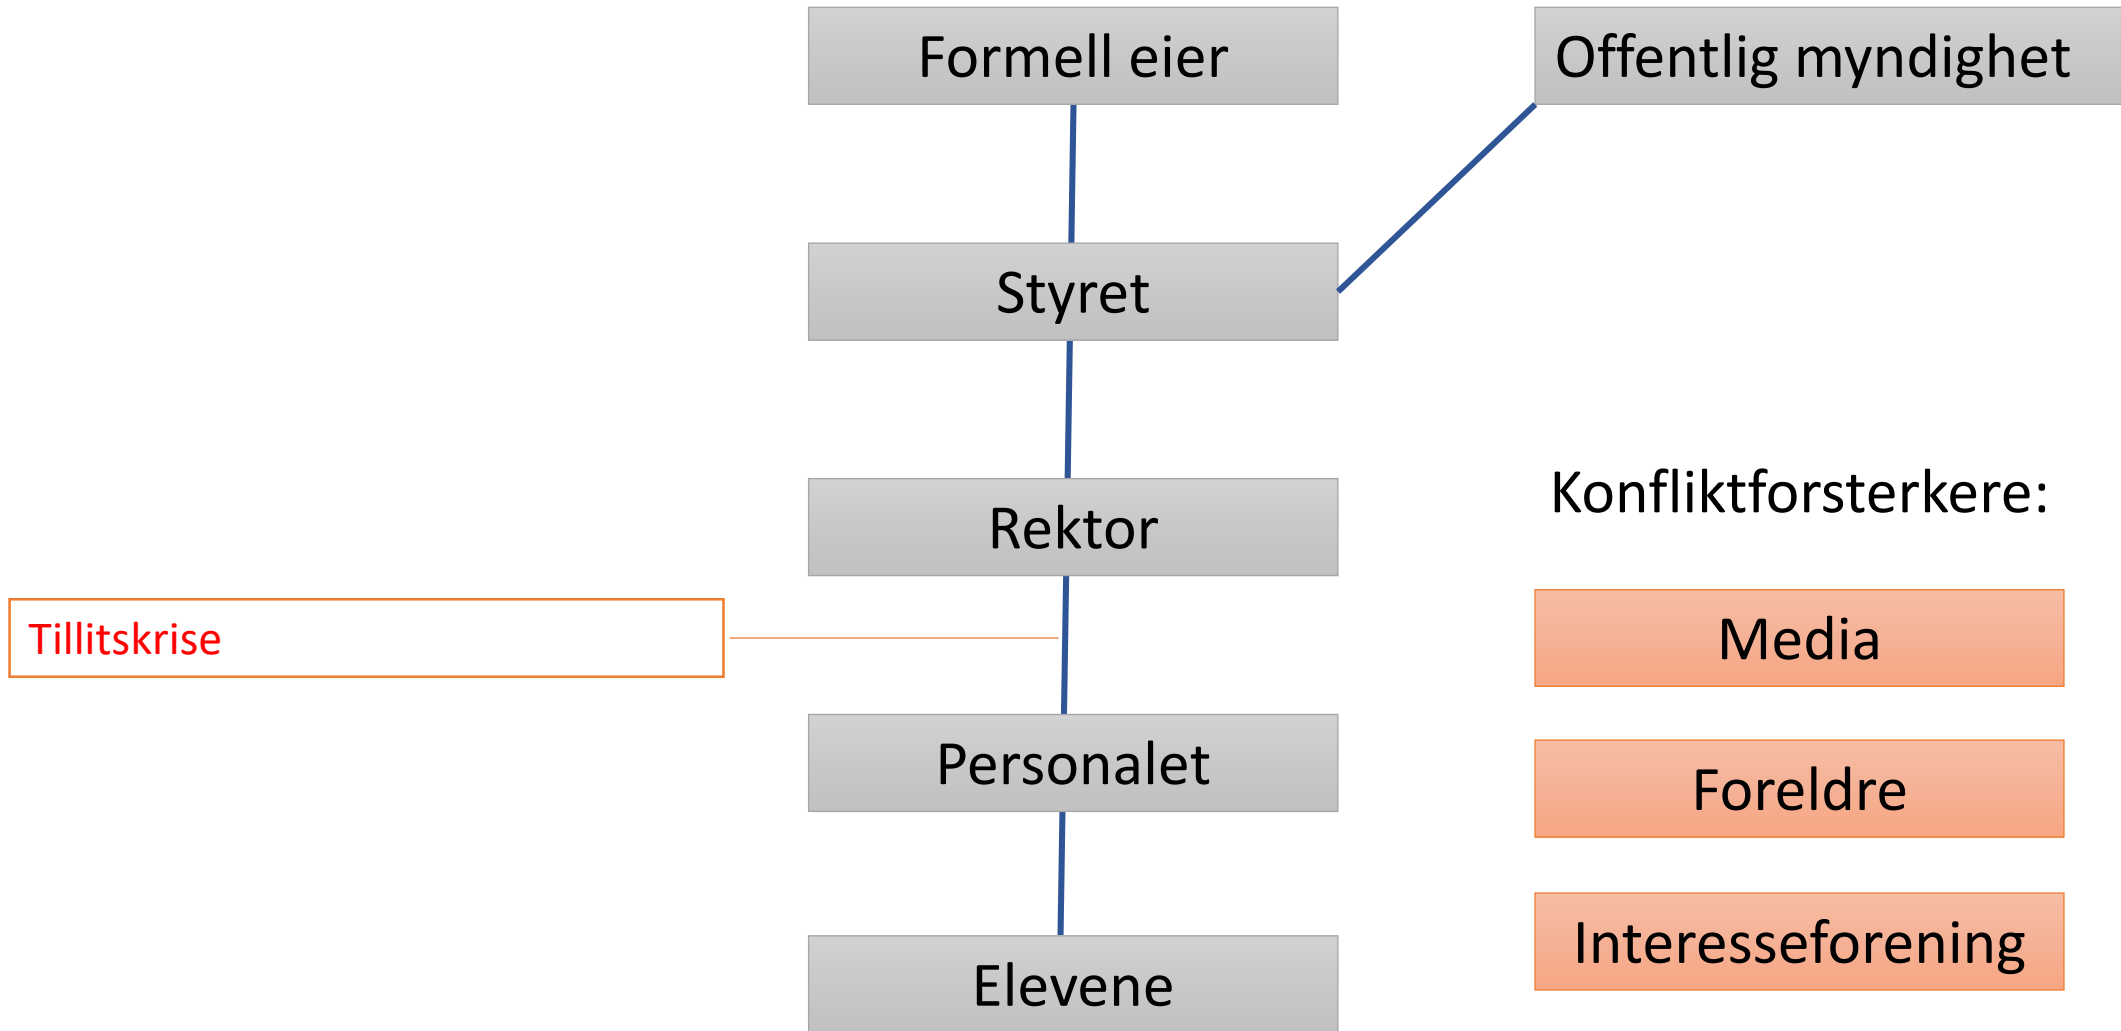 Formell eier
Offentlig myndighet
Styret
Rektor
Konfliktforsterkere:
Tillitskrise
Media
Personalet
Foreldre
Elevene
Interesseforening